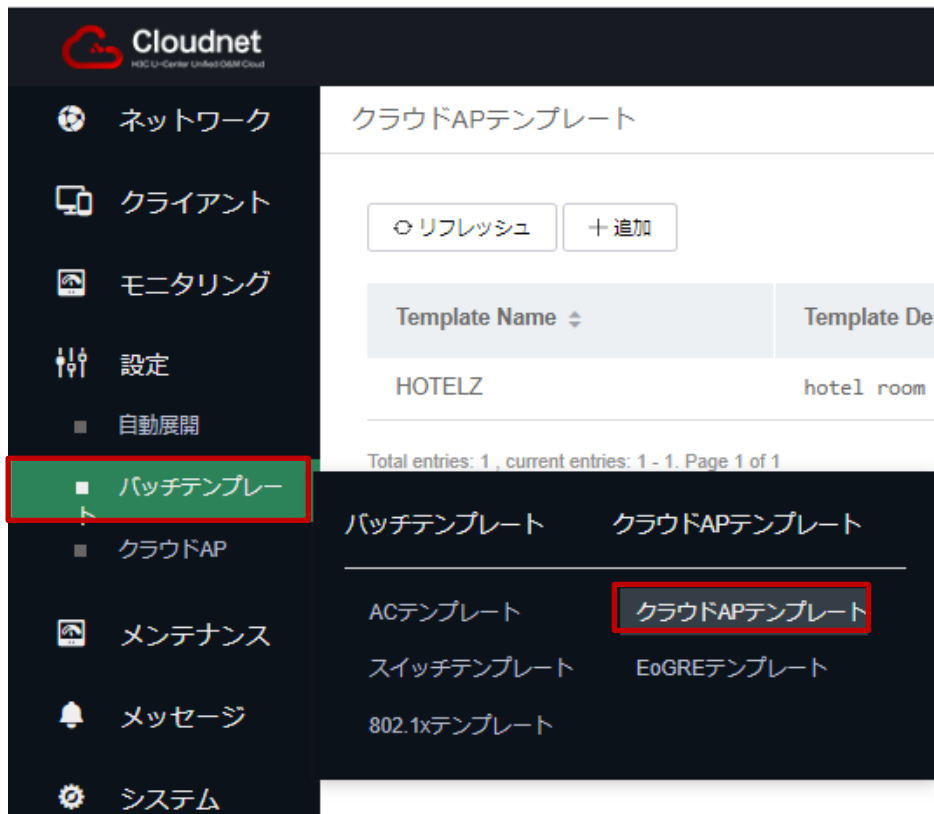 Cloudnet
H3C U-Center Unified O&M Cloud
ネットワーク
クライアント
モニタリング
設定
自動展開
バッチテンプレー
ト
クラウドAP
メンテナンス
メッセージ
システム
クラウドAPテンプレート
リフレッシュ
追加
Template Name
Template De
HOTELZ
hotel room
Total entries: 1 , current entries: 1 - 1. Page 1 of 1
バッチテンプレート
クラウドAPテンプレート
ACテンプレート
クラウドAPテンプレート
スイッチテンプレート
EoGREテンプレート
802.1xテンプレート